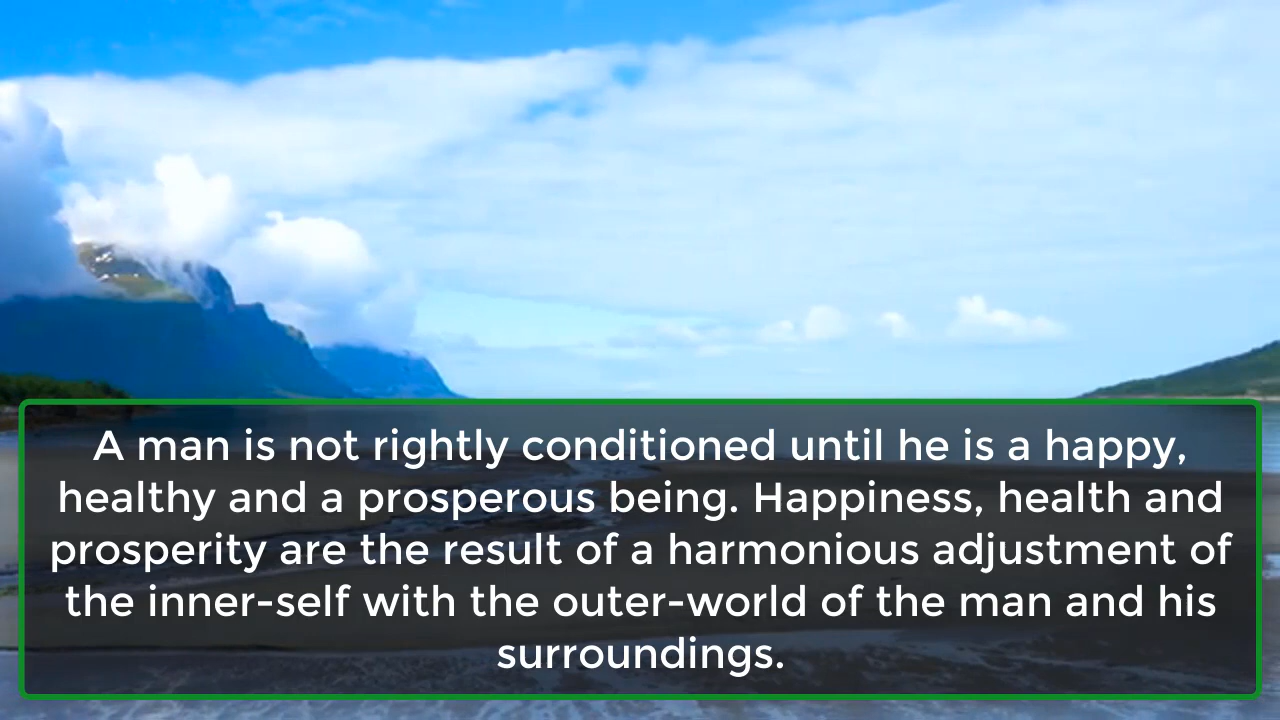 A man is not rightly conditioned until he is a happy,
healthy and a prosperous being. Happiness, health and
prosperity are the result of a harmonious adjustment of
the inner-self with the outer-world of the man and his
surroundings.